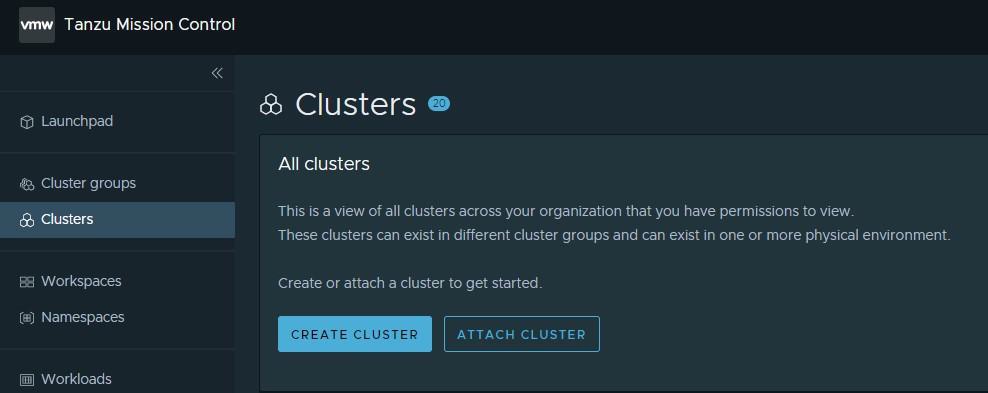 vmw Tanzu Mission Control
Launchpad
Cluster groups
Clusters
Workspaces
Namespaces
Workloads
Clusters 20
All clusters
This is a view of all clusters across your organization that you have permissions to view.
These clusters can exist in different cluster groups and can exist in one or more physical environment.
Create or attach a cluster to get started.
CREATE CLUSTER ATTACH CLUSTER